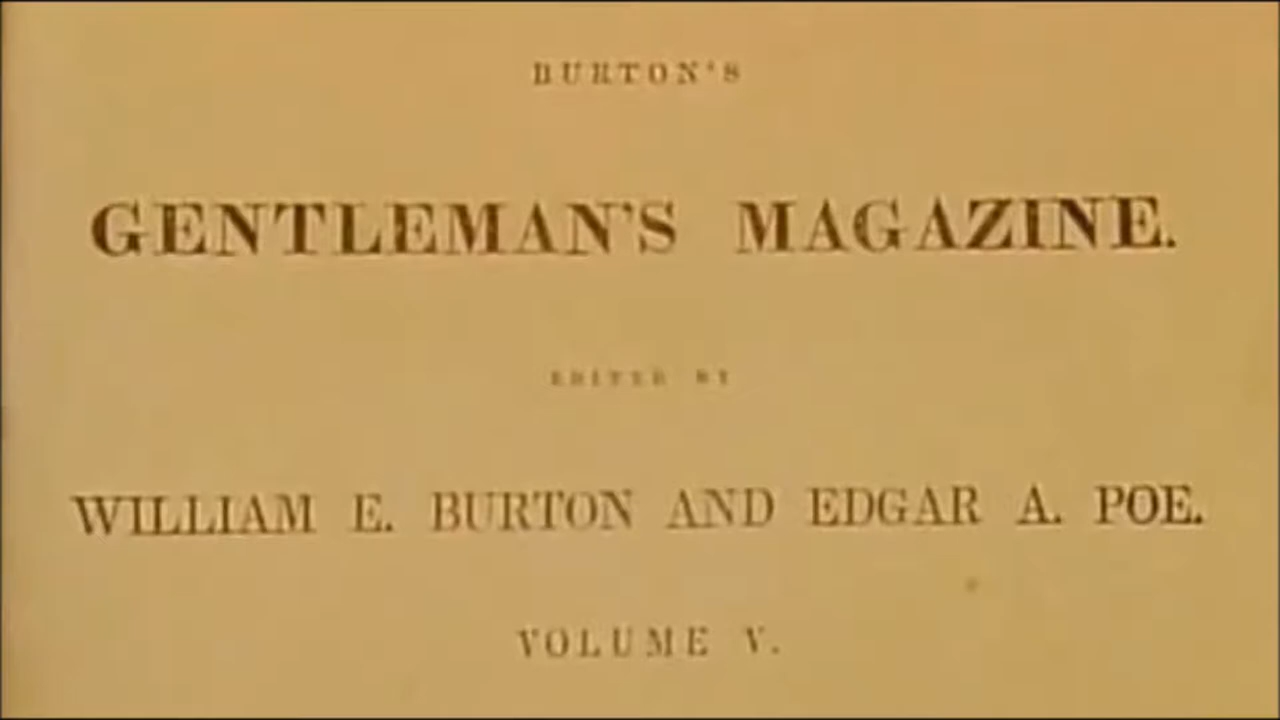 BURTON'S
GENTLEMAN'S MAGAZINE.
EDITED BY
WILLIAM E. BURTON AND EDGAR A. POE.
VOLUME V.